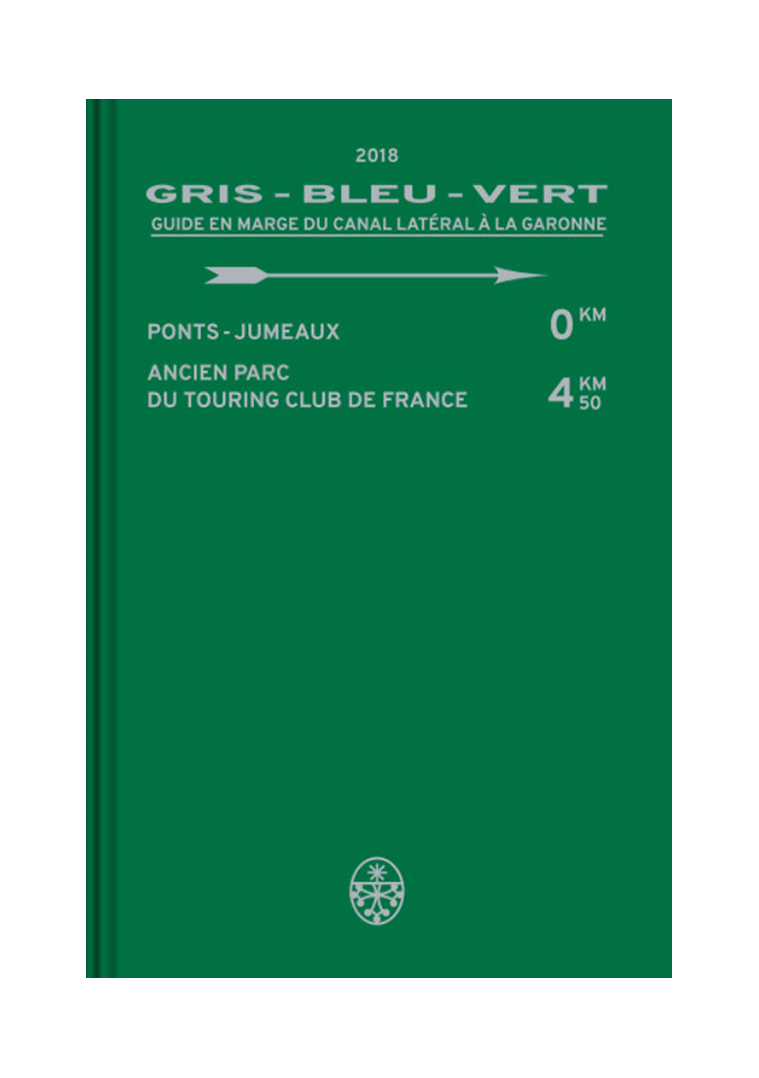 2018
GRIS - BLEU - VERT
GUIDE EN MARGE DU CANAL LATÉRAL À LA GARONNE
PONTS - JUMEAUX 0 KM
ANCIEN PARC
DU TOURING CLUB DE FRANCE 4 KM 50